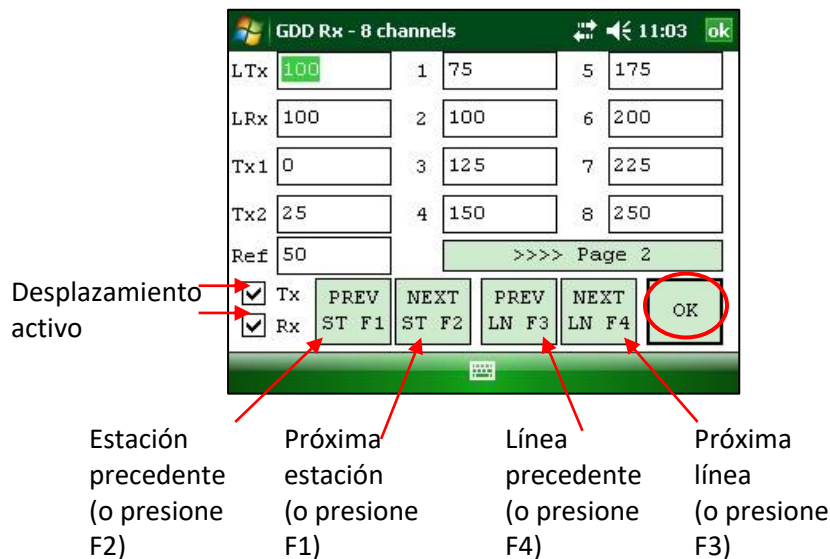 GDD Rx - 8 channels 11:03 ok
LTx 100 1 75 5 175
LRx 100 2 100 6 200
Tx1 0 3 125 7 225
Tx2 25 4 150 8 250
Ref 50 >>>> Page 2
Desplazamiento
activo
Tx
Rx
PREV
ST F1
NEXT
ST F2
PREV
LN F3
NEXT
LN F4
OK
Estación
precedente
(o presione
F2)
Próxima
estación
(o presione
F1)
Línea
precedente
(o presione
F4)
Próxima
línea
(o presione
F3)